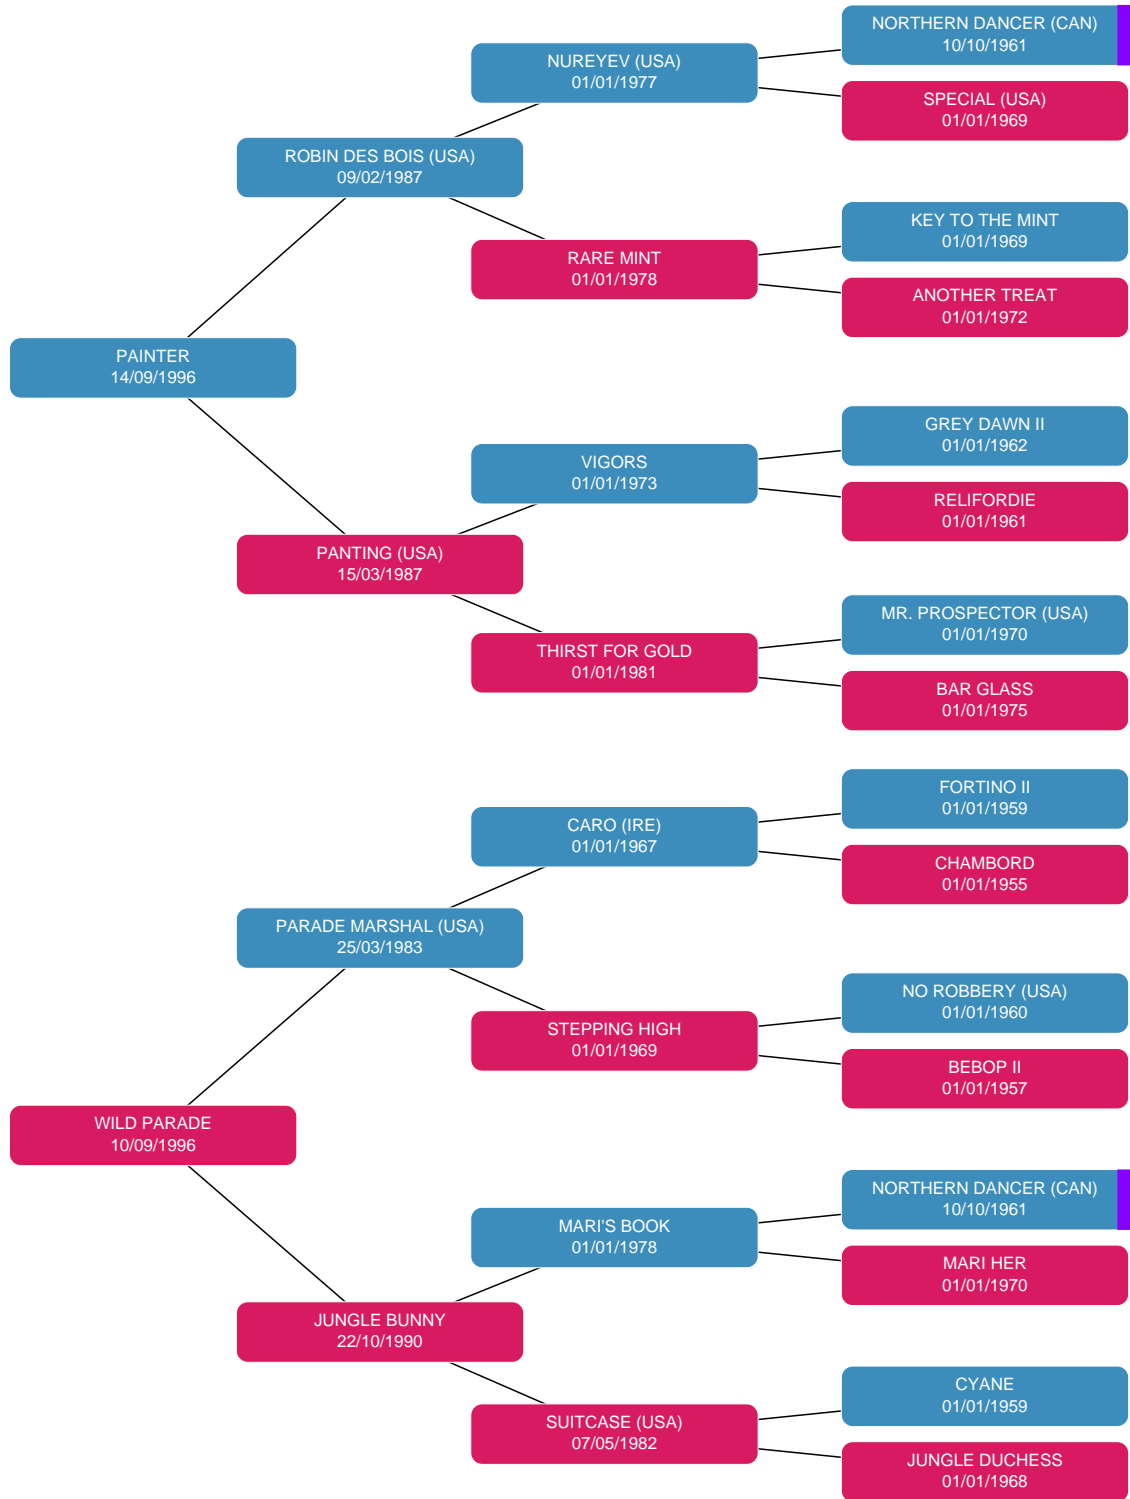 NORTHERN DANCER (CAN)
10/10/1961
NUREYEV (USA)
01/01/1977
SPECIAL (USA)
01/01/1969
ROBIN DES BOIS (USA)
09/02/1987
KEY TO THE MINT
01/01/1969
RARE MINT
01/01/1978
ANOTHER TREAT
01/01/1972
PAINTER
14/09/1996
GREY DAWN II
01/01/1962
VIGORS
01/01/1973
RELIFORDIE
01/01/1961
PANTING (USA)
15/03/1987
MR. PROSPECTOR (USA)
01/01/1970
THIRST FOR GOLD
01/01/1981
BAR GLASS
01/01/1975
FORTINO II
01/01/1959
CARO (IRE)
01/01/1967
CHAMBORD
01/01/1955
PARADE MARSHAL (USA)
25/03/1983
NO ROBBERY (USA)
01/01/1960
STEPPING HIGH
01/01/1969
BEBOP II
01/01/1957
WILD PARADE
10/09/1996
NORTHERN DANCER (CAN)
10/10/1961
MARI'S BOOK
01/01/1978
MARI HER
01/01/1970
JUNGLE BUNNY
22/10/1990
CYANE
01/01/1959
SUITCASE (USA)
07/05/1982
JUNGLE DUCHESS
01/01/1968